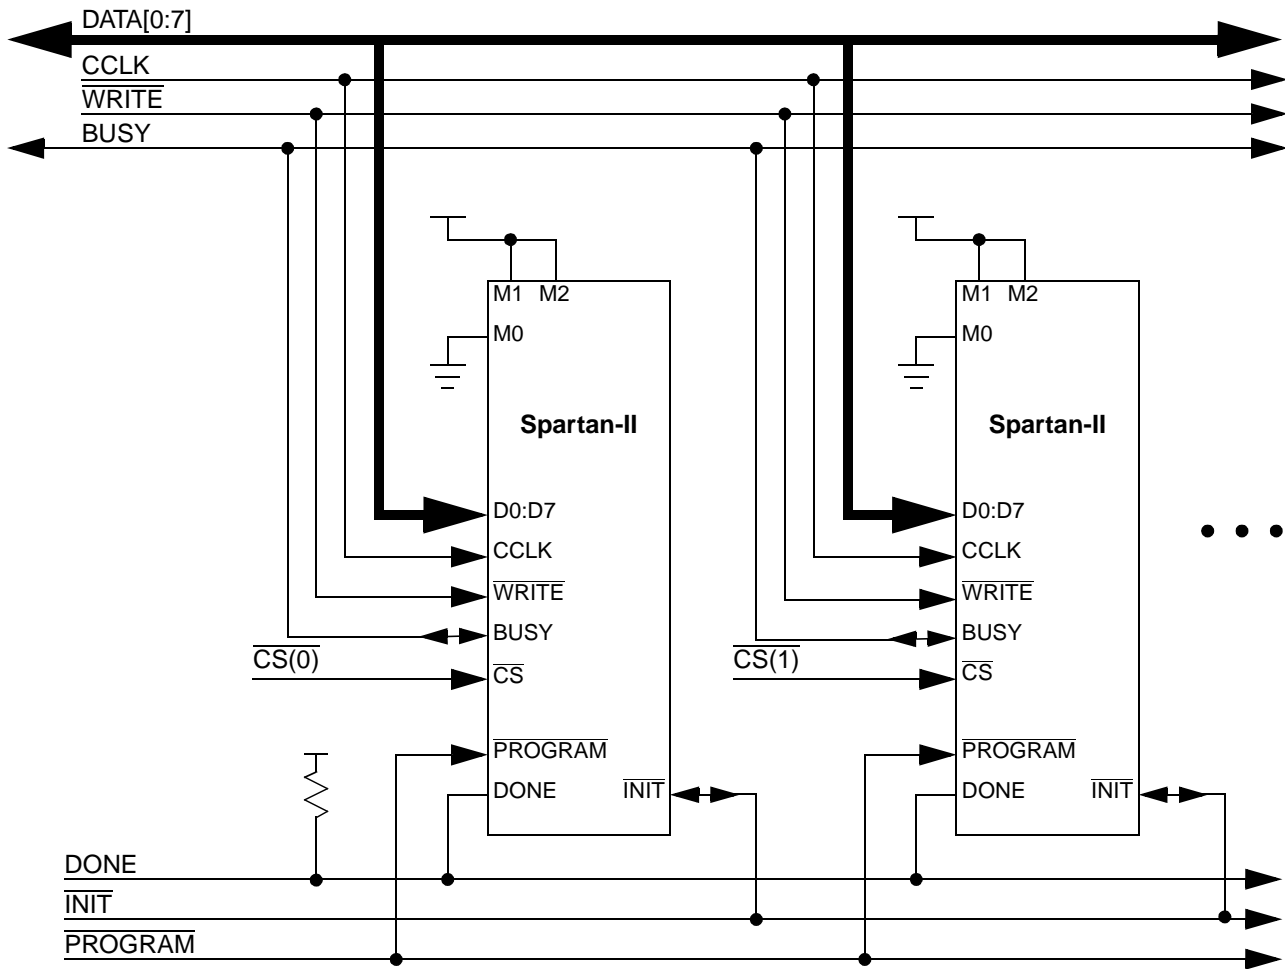 DATA[0:7]
CCLK
WRITE
BUSY
M1 M2
M0
Spartan-II
D0:D7
CCLK
WRITE
BUSY
CS(0)
CS
PROGRAM
DONE INIT
M1 M2
M0
Spartan-II
D0:D7
CCLK
WRITE
BUSY
CS(1)
CS
PROGRAM
DONE INIT
DONE
INIT
PROGRAM